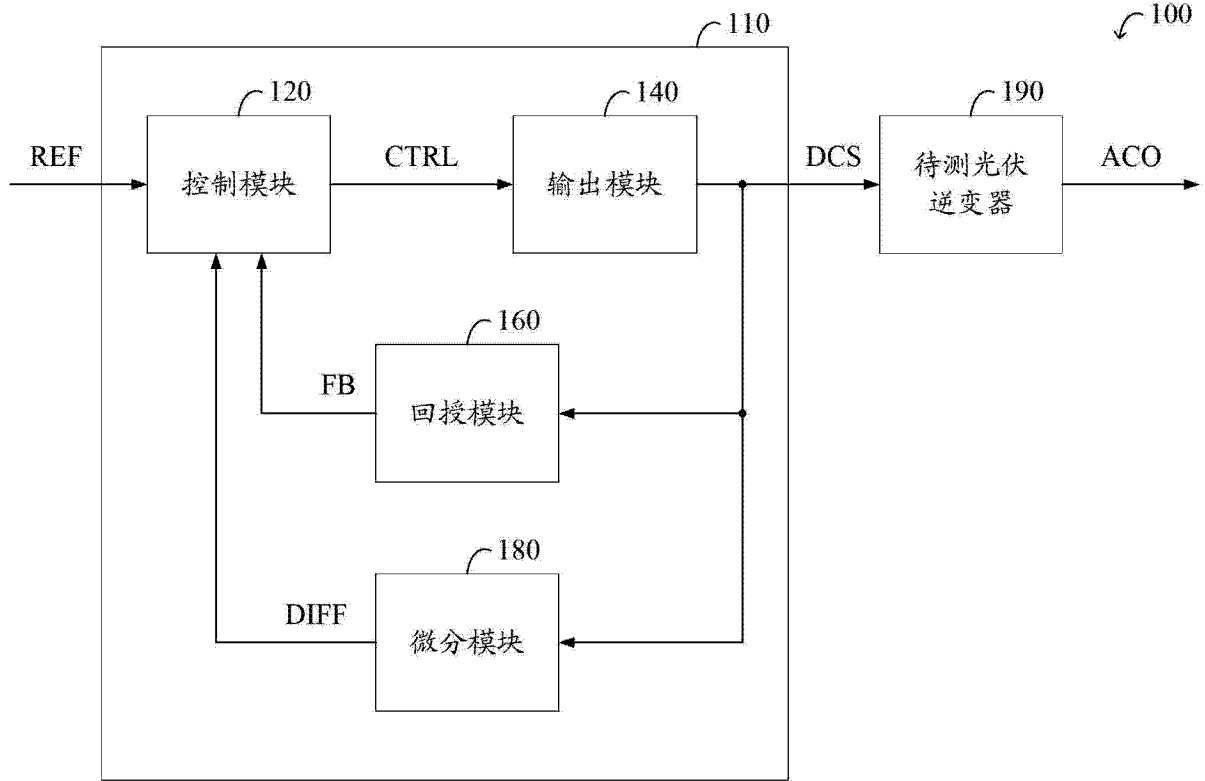 100
110
120
140
190
REF
控制模块
CTRL
输出模块
DCS
待测光伏
逆变器
ACO
160
FB
回授模块
180
DIFF
微分模块